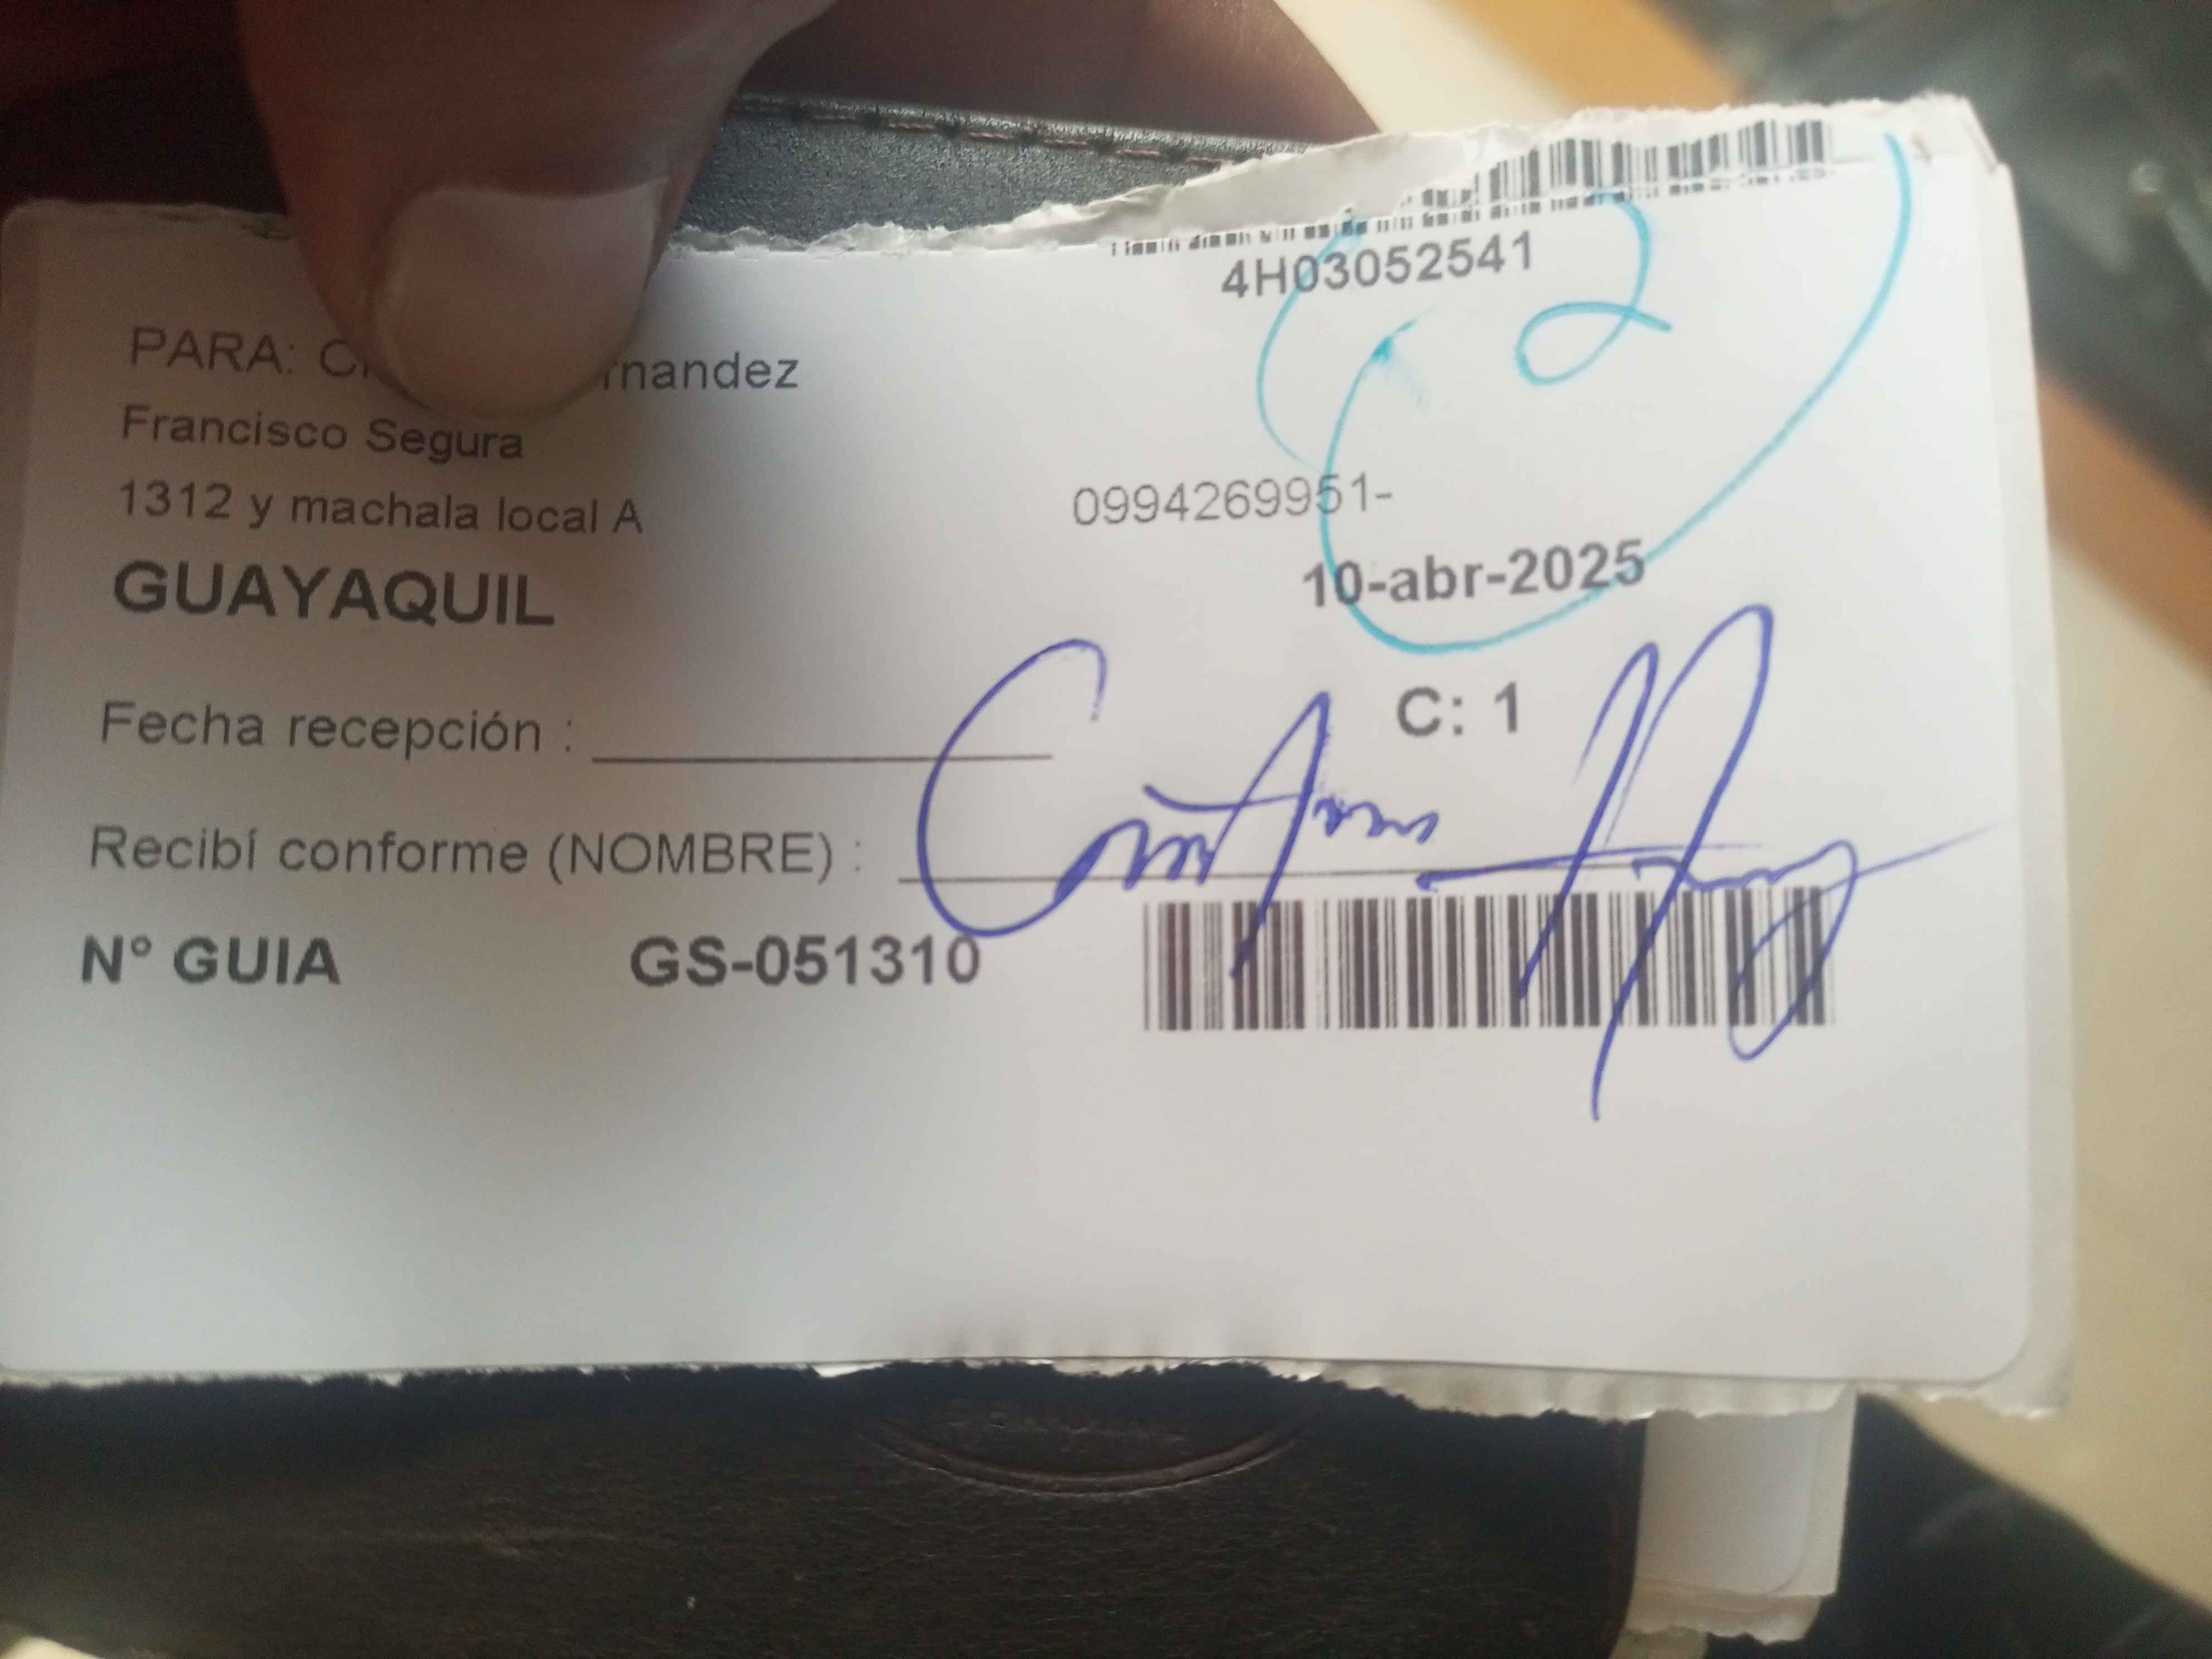 4H03052541
2
PARA: rnandez
Francisco Segura
1312 y machala local A
0994269951-
GUAYAQUIL
10-abr-2025
C: 1
Fecha recepción :
Recibí conforme (NOMBRE) :
N° GUIA GS-051310